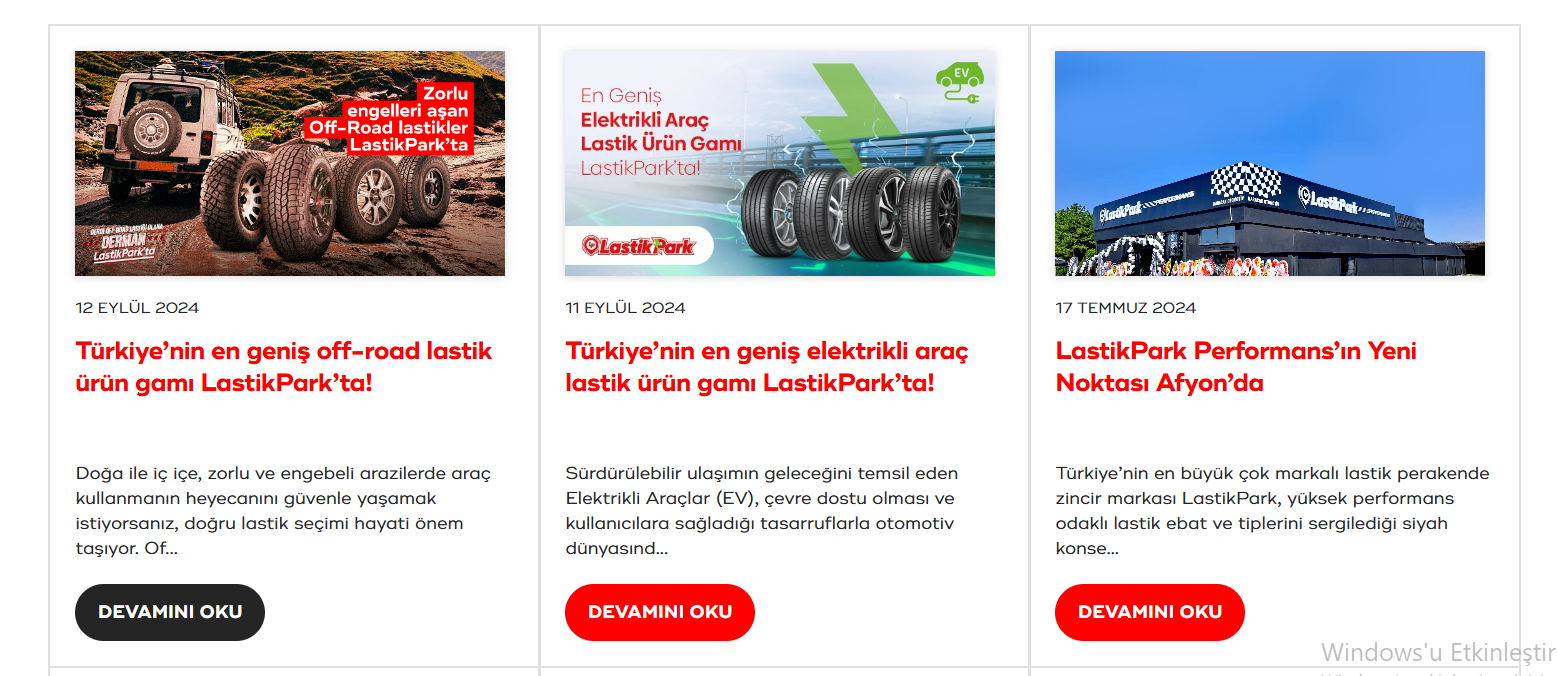 Zorlu
engelleri aşan
Off-Road lastikler
LastikPark'ta
DERMAN
LastikPark'ta
12 EYLÜL 2024
Türkiye’nin en geniş off-road lastik
ürün gamı LastikPark’ta!
Doğa ile iç içe, zorlu ve engebeli arazilerde araç
kullanmanın heyecanını güvenle yaşamak
istiyorsanız, doğru lastik seçimi hayati önem
taşıyor. Of...
DEVAMINI OKU
EV
En Geniş
Elektrikli Araç
Lastik Ürün Gamı
LastikPark'ta!
LastikPark
11 EYLÜL 2024
Türkiye’nin en geniş elektrikli araç
lastik ürün gamı LastikPark’ta!
Sürdürülebilir ulaşımın geleceğini temsil eden
Elektrikli Araçlar (EV), çevre dostu olması ve
kullanıcılara sağladığı tasarruflarla otomotiv
dünyasınd...
DEVAMINI OKU
LastikPark PERFORMANS
LastikPark
17 TEMMUZ 2024
LastikPark Performans’ın Yeni
Noktası Afyon’da
Türkiye’nin en büyük çok markalı lastik perakende
zincir markası LastikPark, yüksek performans
odaklı lastik ebat ve tiplerini sergilediği siyah
konse...
DEVAMINI OKU
Windows'u Etkinleştir